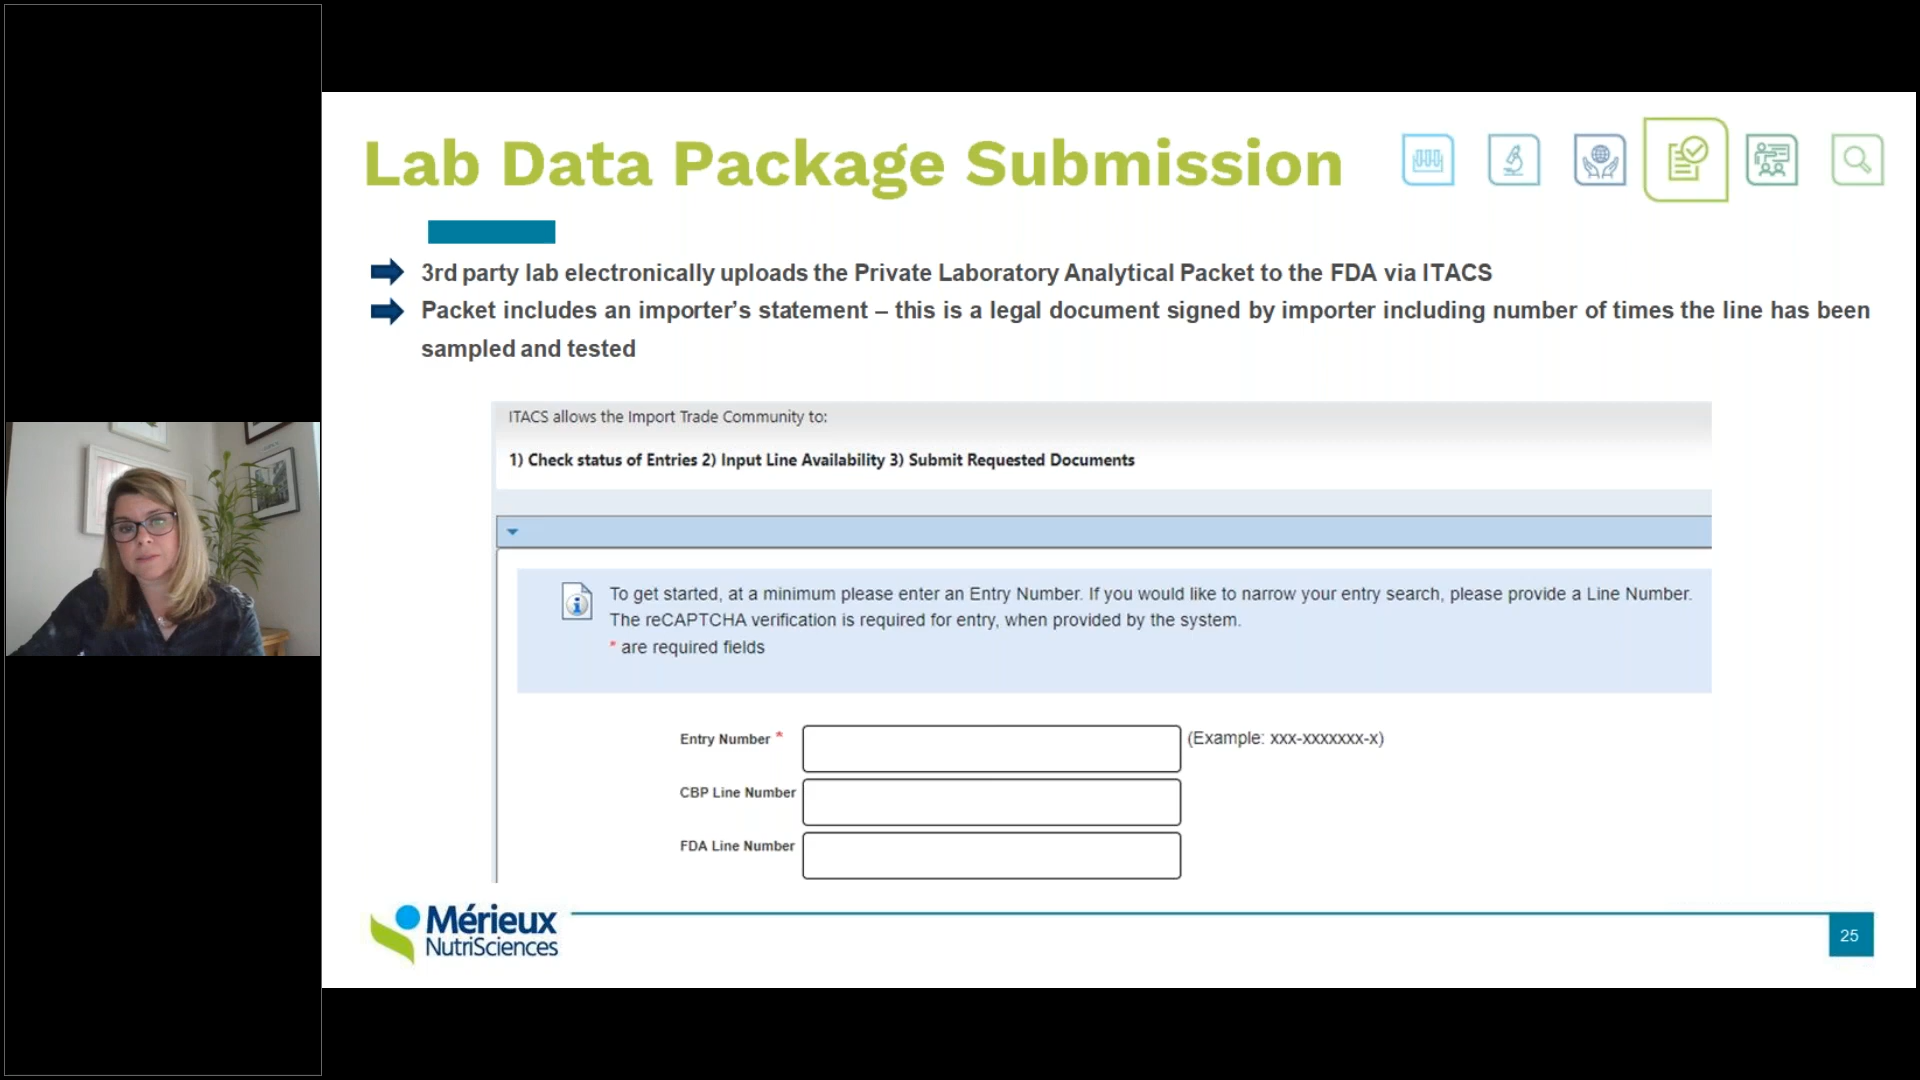 Lab Data Package Submission
3rd party lab electronically uploads the Private Laboratory Analytical Packet to the FDA via ITACS
Packet includes an importer’s statement – this is a legal document signed by importer including number of times the line has been
sampled and tested
ITACS allows the Import Trade Community to:
1) Check status of Entries 2) Input Line Availability 3) Submit Requested Documents
To get started, at a minimum please enter an Entry Number. If you would like to narrow your entry search, please provide a Line Number.
The reCAPTCHA verification is required for entry, when provided by the system.
* are required fields
Entry Number * (Example: xxx-xxxxxxx-x)
CBP Line Number
FDA Line Number
Mérieux
NutriSciences
25